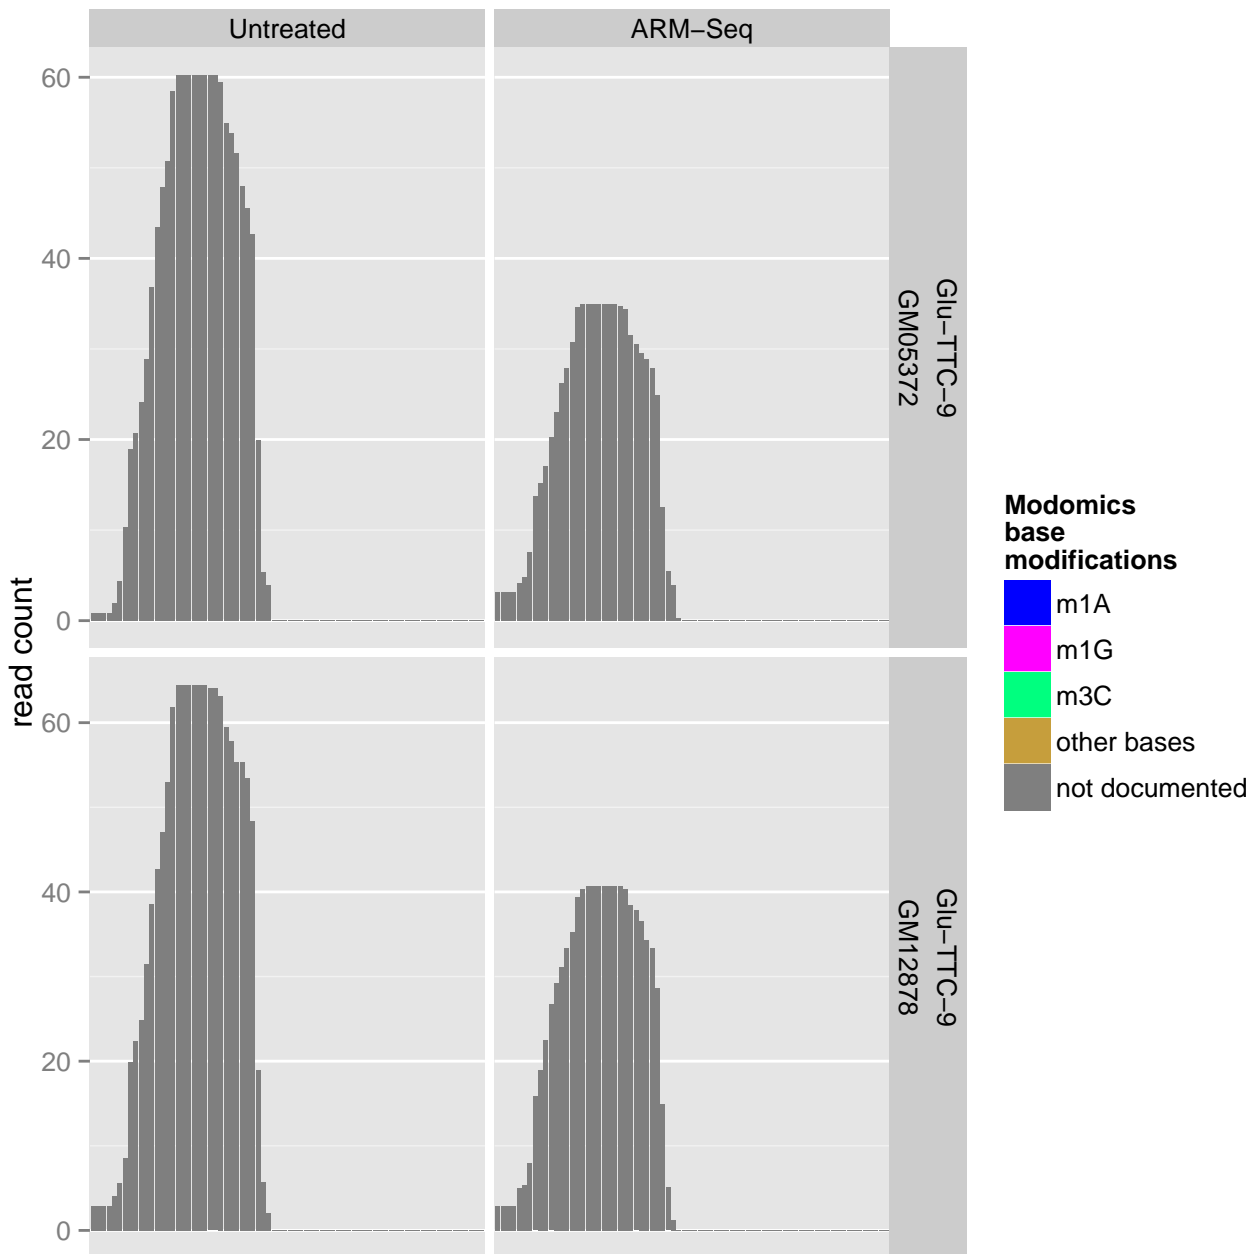 Untreated
ARM−Seq
60
40
20
0
Glu−TTC−9
GM05372
60
40
20
0
Glu−TTC−9
GM12878
read count
Modomics
base
modifications
m1A
m1G
m3C
other bases
not documented